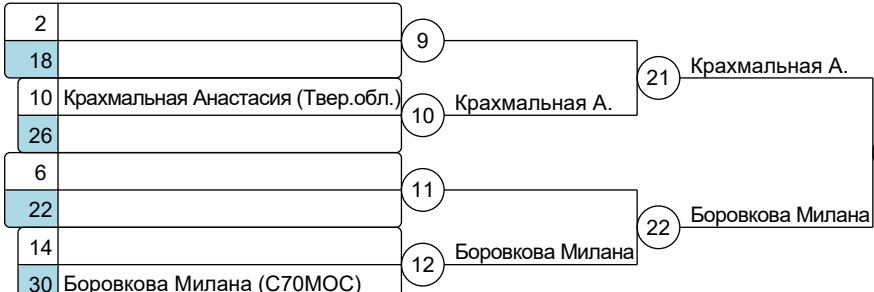 2
9
18
21 Крахмальная А.
10 Крахмальная Анастасия (Твер.обл.)
10 Крахмальная А.
26
6
11
22
22 Боровкова Милана
14
12 Боровкова Милана
30 Боровкова Милана (С70МОС)